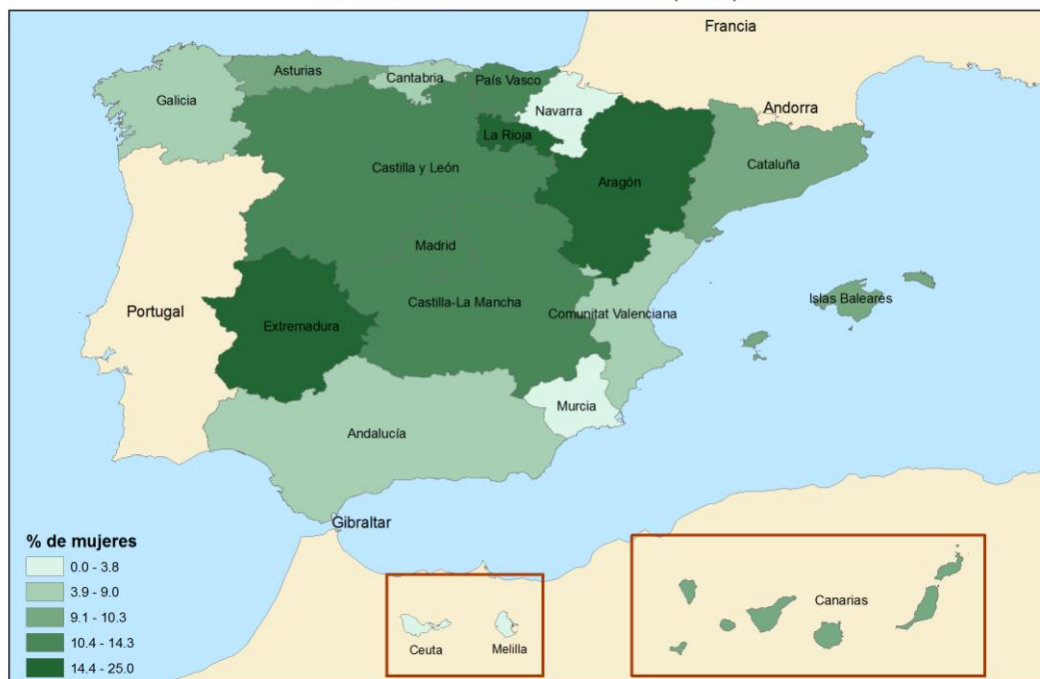 Francia
Asturias
Cantabria
País Vasco
Galicia
Navarra
Andorra
La Rioja
Castilla y León
Cataluña
Aragón
Madrid
Islas Baleares
Castilla-La Mancha
Comunitat Valenciana
Portugal
Extremadura
Murcia
Andalucía
Gibraltar
% de mujeres
0.0 - 3.8
3.9 - 9.0
9.1 - 10.3
10.4 - 14.3
14.4 - 25.0
Ceuta
Melilla
Canarias